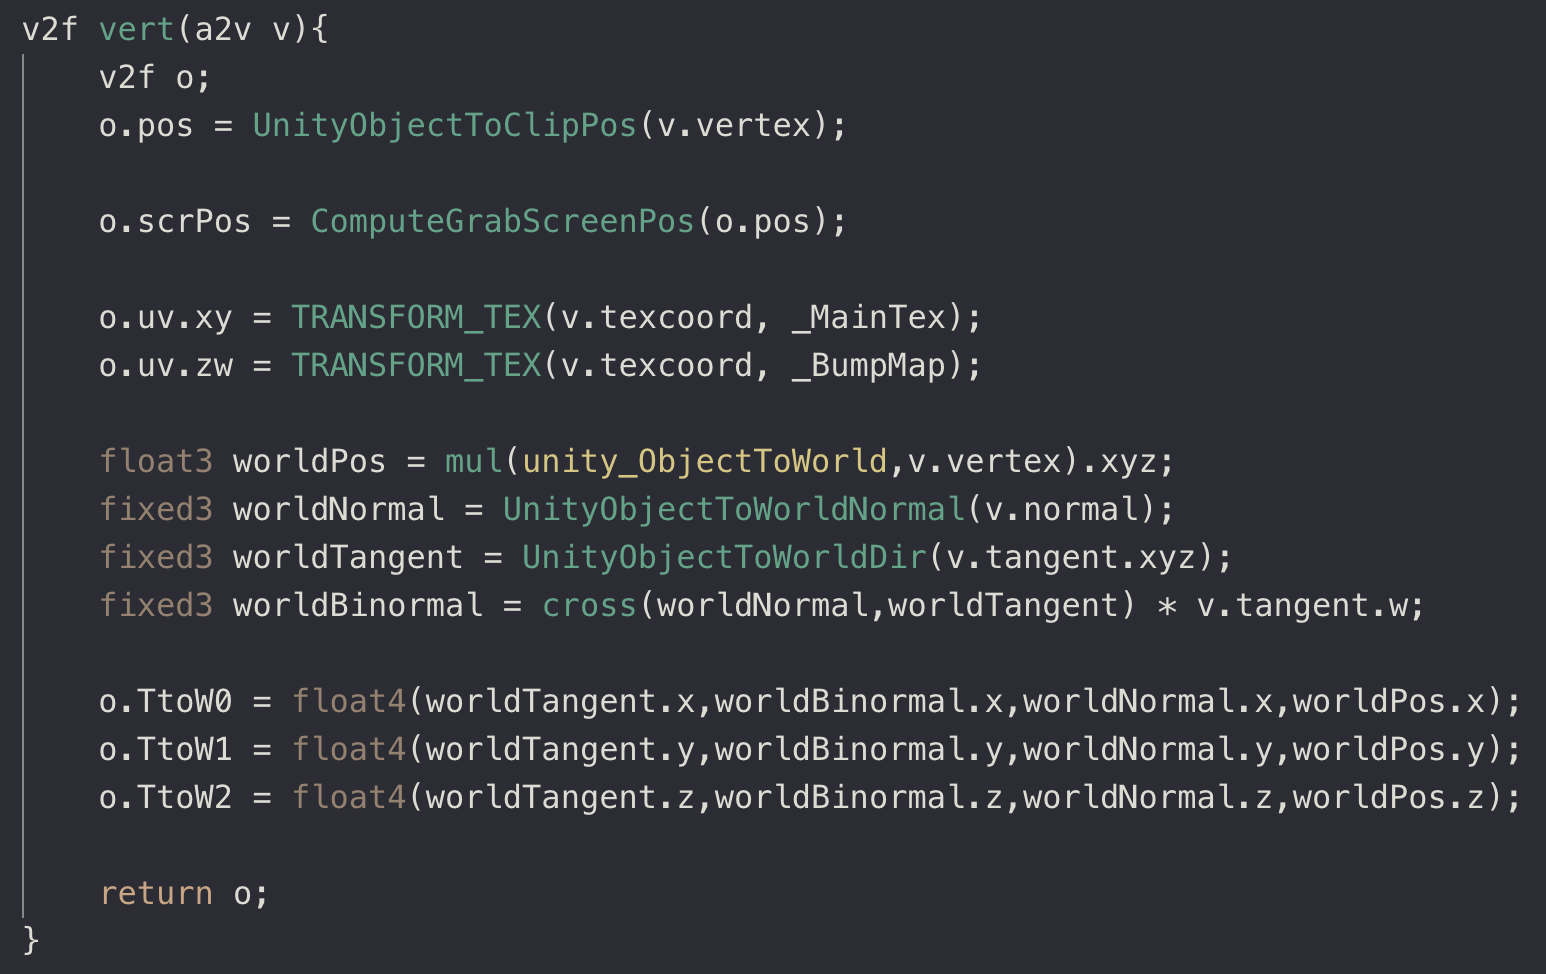 v2f vert(a2v v){
    v2f o;
    o.pos = UnityObjectToClipPos(v.vertex);

    o.scrPos = ComputeGrabScreenPos(o.pos);

    o.uv.xy = TRANSFORM_TEX(v.texcoord, _MainTex);
    o.uv.zw = TRANSFORM_TEX(v.texcoord, _BumpMap);

    float3 worldPos = mul(unity_ObjectToWorld,v.vertex).xyz;
    fixed3 worldNormal = UnityObjectToWorldNormal(v.normal);
    fixed3 worldTangent = UnityObjectToWorldDir(v.tangent.xyz);
    fixed3 worldBinormal = cross(worldNormal,worldTangent) * v.tangent.w;

    o.TtoW0 = float4(worldTangent.x,worldBinormal.x,worldNormal.x,worldPos.x);
    o.TtoW1 = float4(worldTangent.y,worldBinormal.y,worldNormal.y,worldPos.y);
    o.TtoW2 = float4(worldTangent.z,worldBinormal.z,worldNormal.z,worldPos.z);

    return o;
}